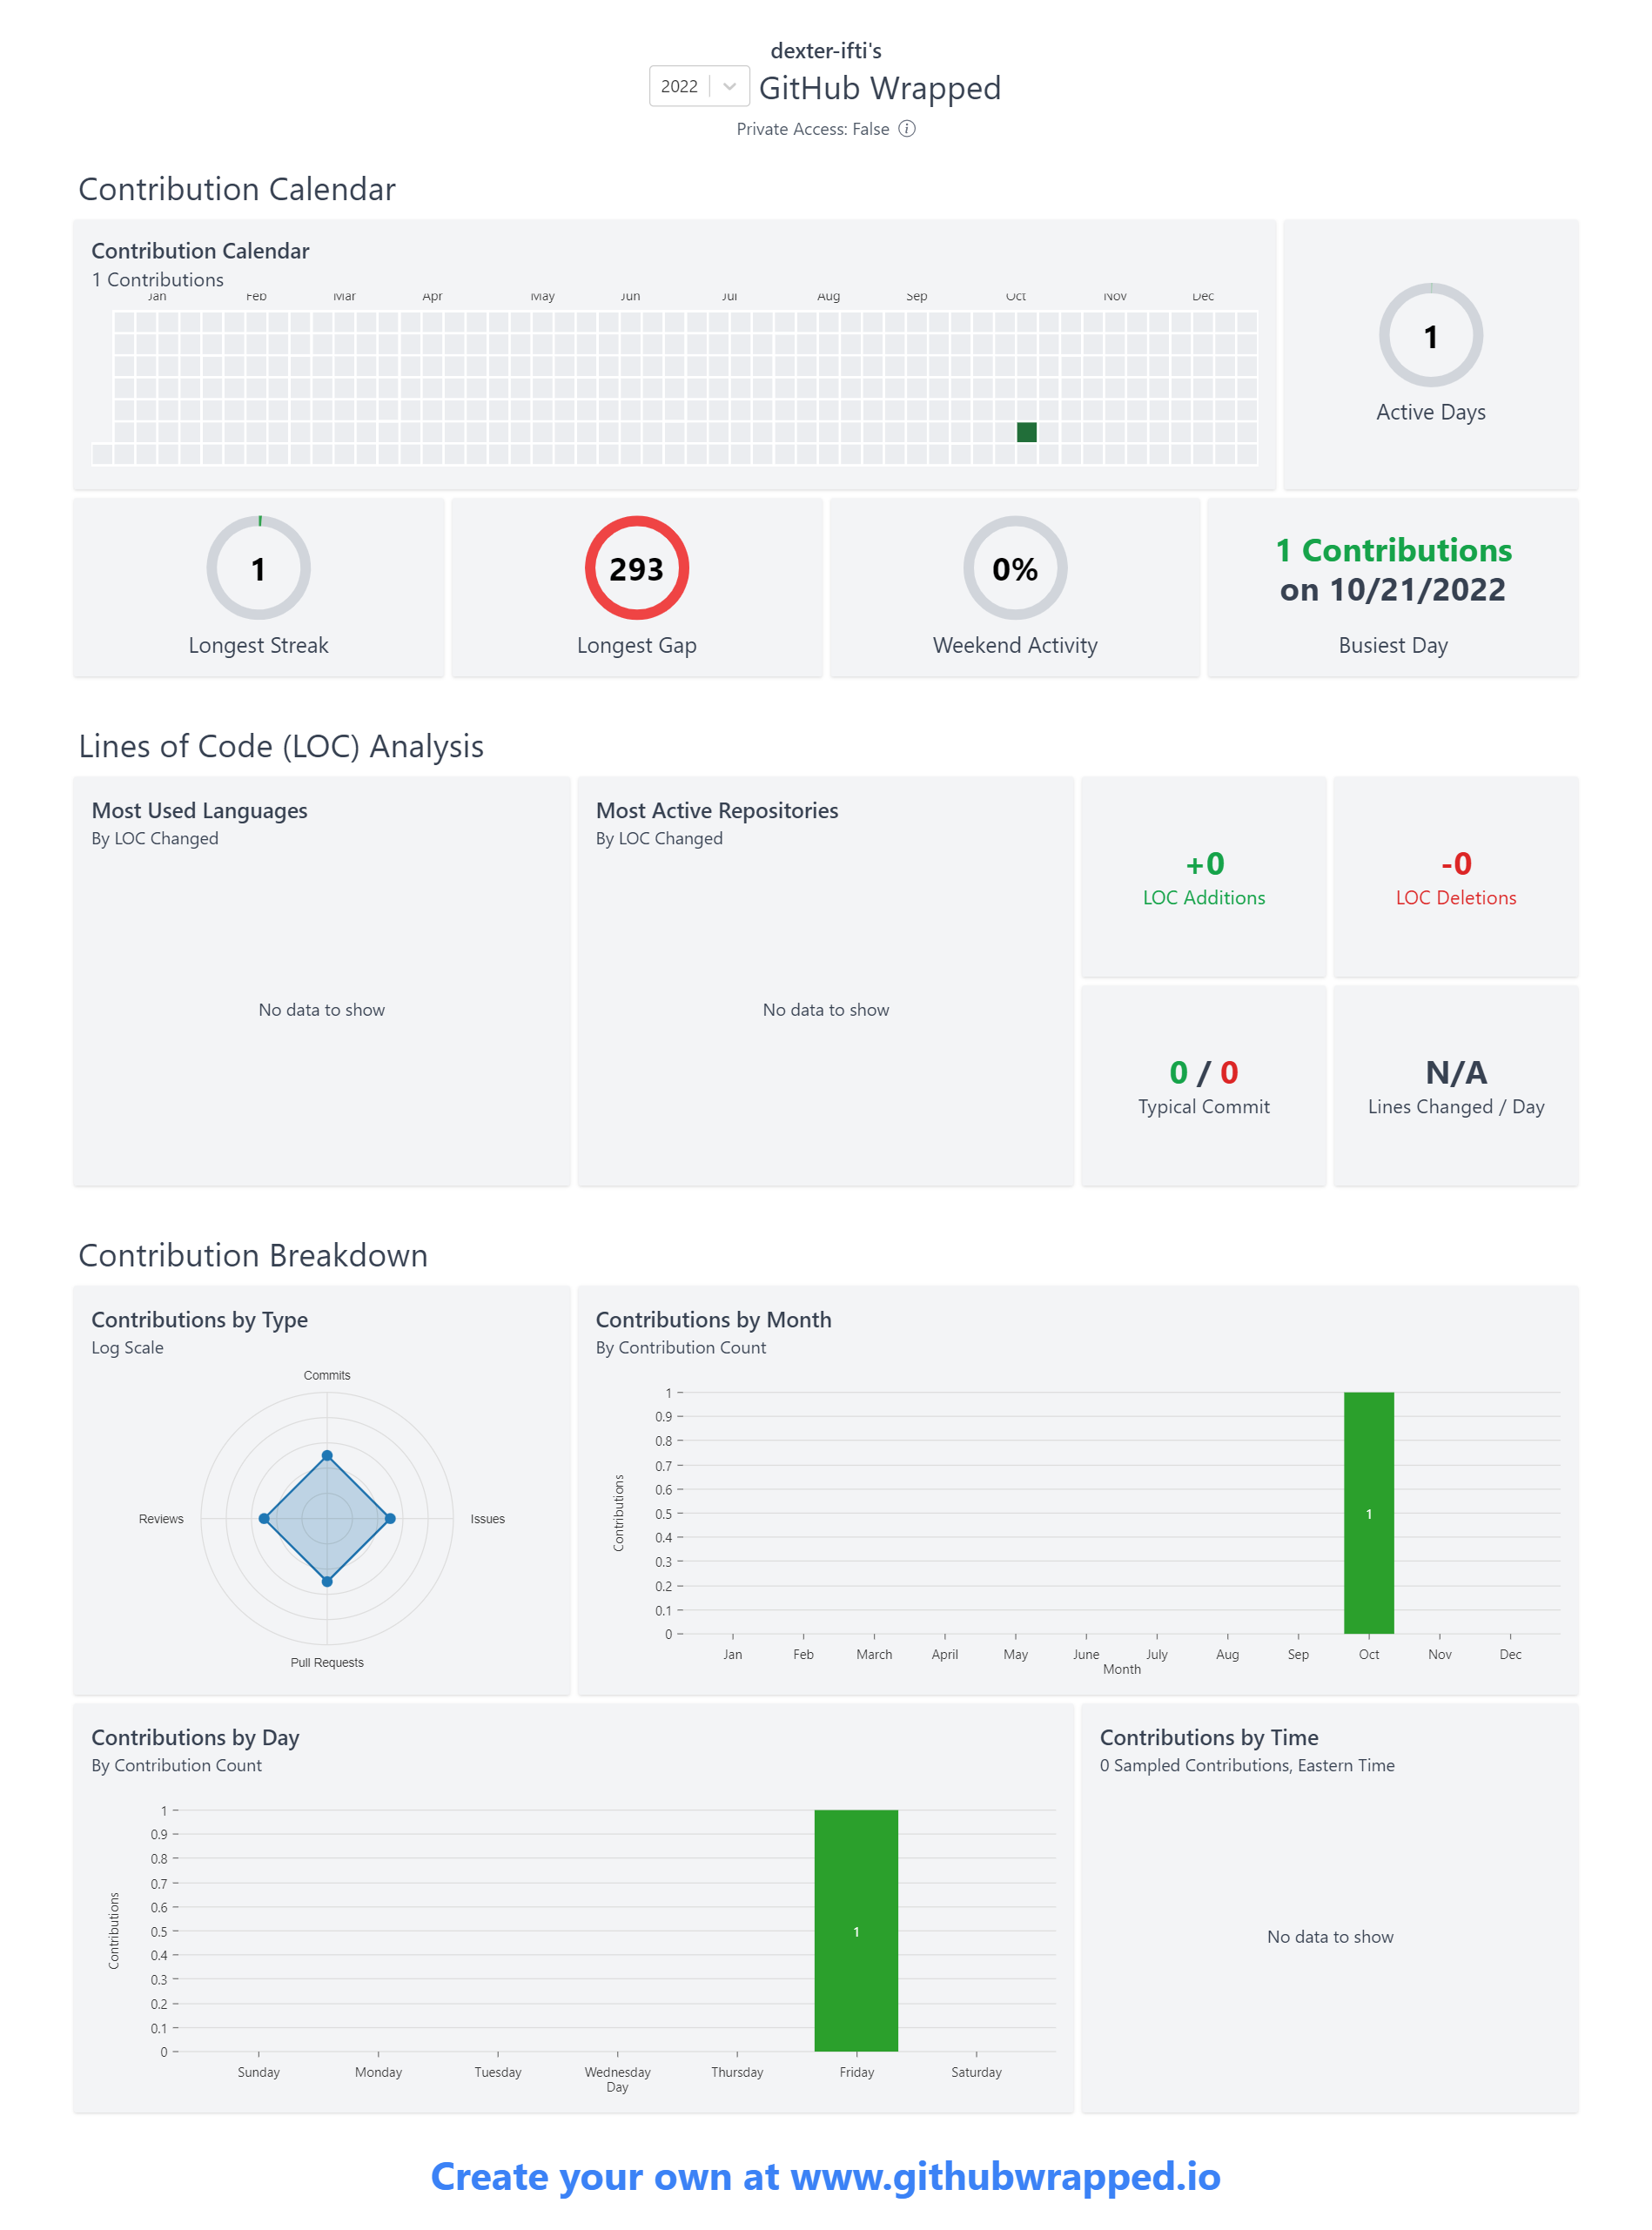 dexter-ifti's
2022
GitHub Wrapped
Private Access: False
Contribution Calendar
Contribution Calendar
1 Contributions
Jan Feb Mar Apr May Jun Jul Aug Sep Oct Nov Dec
1
Active Days
1
Longest Streak
293
Longest Gap
0%
Weekend Activity
1 Contributions
on 10/21/2022
Busiest Day
Lines of Code (LOC) Analysis
Most Used Languages
By LOC Changed
No data to show
Most Active Repositories
By LOC Changed
No data to show
+0
LOC Additions
-0
LOC Deletions
0 / 0
Typical Commit
N/A
Lines Changed / Day
Contribution Breakdown
Contributions by Type
Log Scale
Commits
Reviews
Issues
Pull Requests
Contributions by Month
By Contribution Count
Contributions
1
0.9
0.8
0.7
0.6
0.5
0.4
0.3
0.2
0.1
0
1
Jan Feb March April May June July Aug Sep Oct Nov Dec
Month
Contributions by Day
By Contribution Count
Contributions
1
0.9
0.8
0.7
0.6
0.5
0.4
0.3
0.2
0.1
0
1
Sunday Monday Tuesday Wednesday Thursday Friday Saturday
Day
Contributions by Time
0 Sampled Contributions, Eastern Time
No data to show
Create your own at www.githubwrapped.io